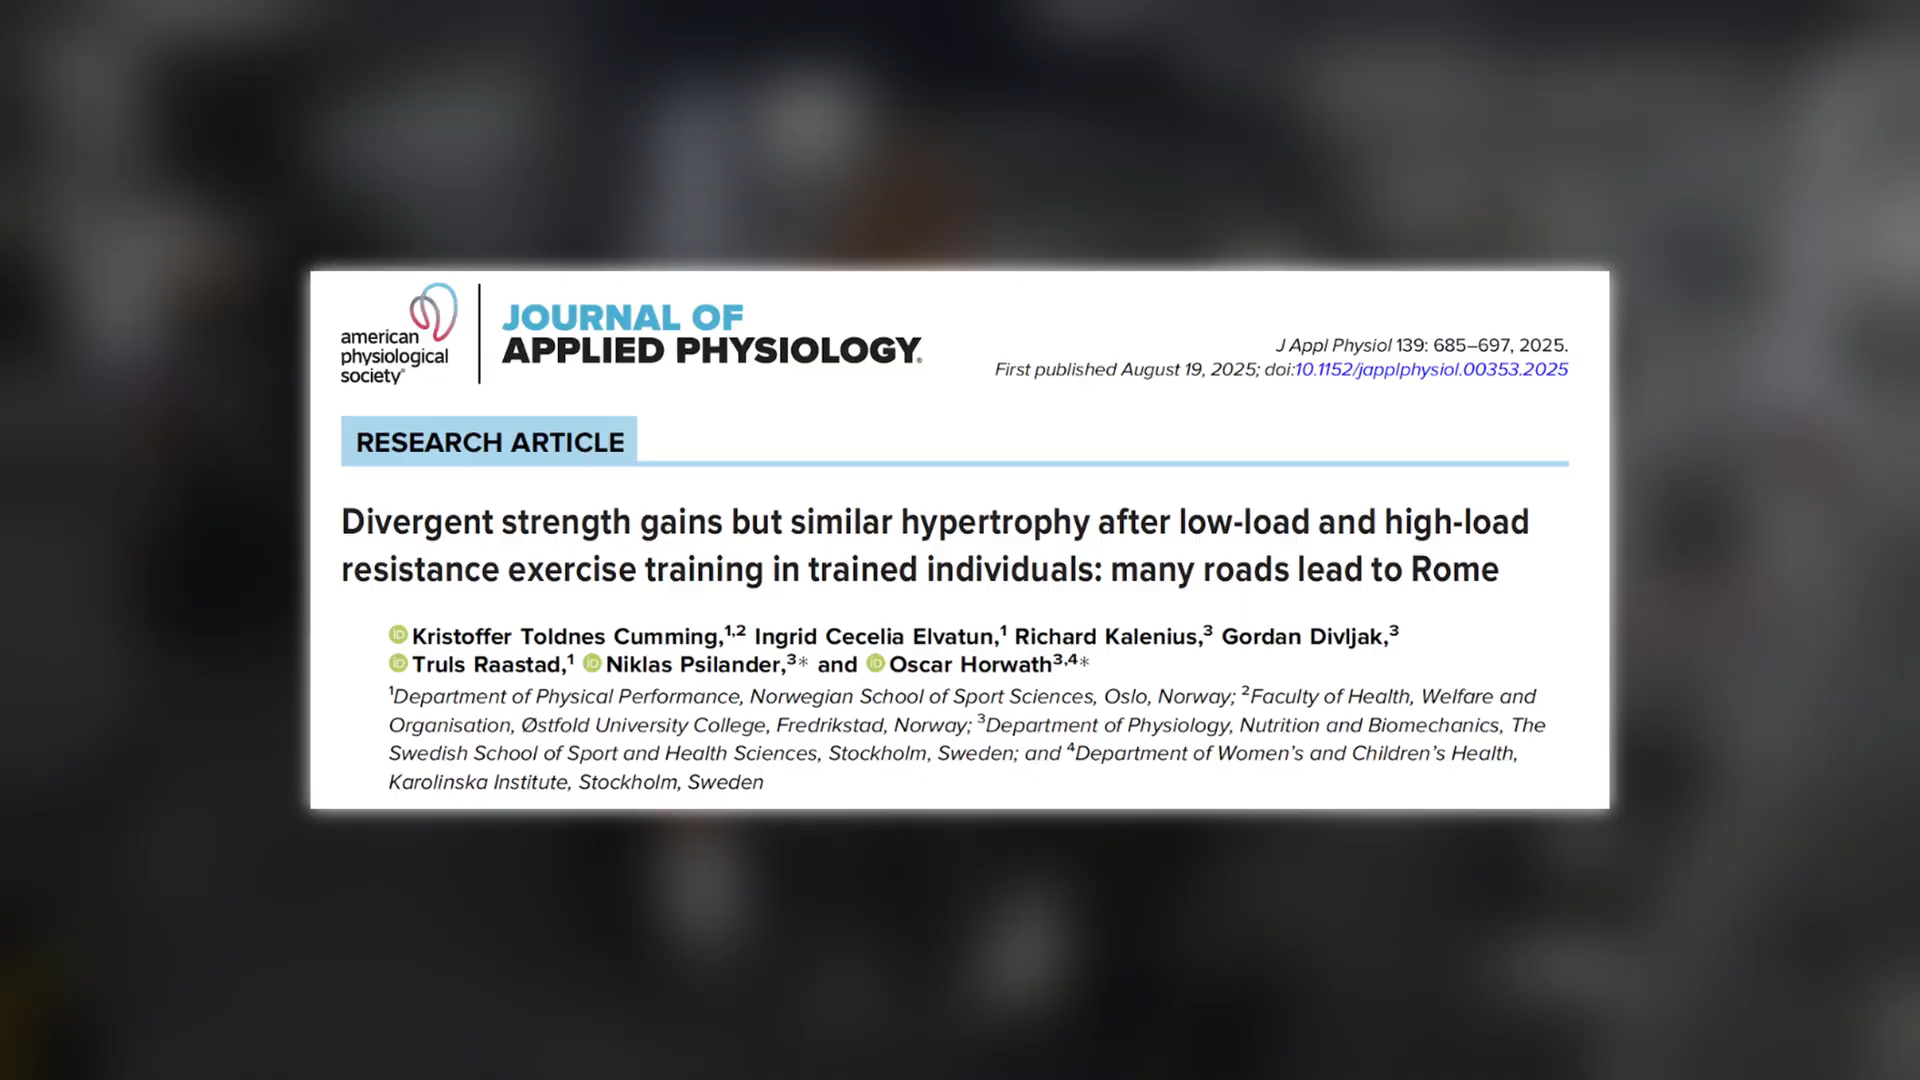 american
physiological
society®
JOURNAL OF
APPLIED PHYSIOLOGY®
J Appl Physiol 139: 685–697, 2025.
First published August 19, 2025; doi:10.1152/japplphysiol.00353.2025
RESEARCH ARTICLE
Divergent strength gains but similar hypertrophy after low-load and high-load
resistance exercise training in trained individuals: many roads lead to Rome
iD Kristoffer Toldnes Cumming,1,2 Ingrid Cecelia Elvatun,1 Richard Kalenius,3 Gordan Divljak,3
iD Truls Raastad,1 iD Niklas Psilander,3* and iD Oscar Horwath3,4*
1Department of Physical Performance, Norwegian School of Sport Sciences, Oslo, Norway; 2Faculty of Health, Welfare and
Organisation, Østfold University College, Fredrikstad, Norway; 3Department of Physiology, Nutrition and Biomechanics, The
Swedish School of Sport and Health Sciences, Stockholm, Sweden; and 4Department of Women's and Children's Health,
Karolinska Institute, Stockholm, Sweden